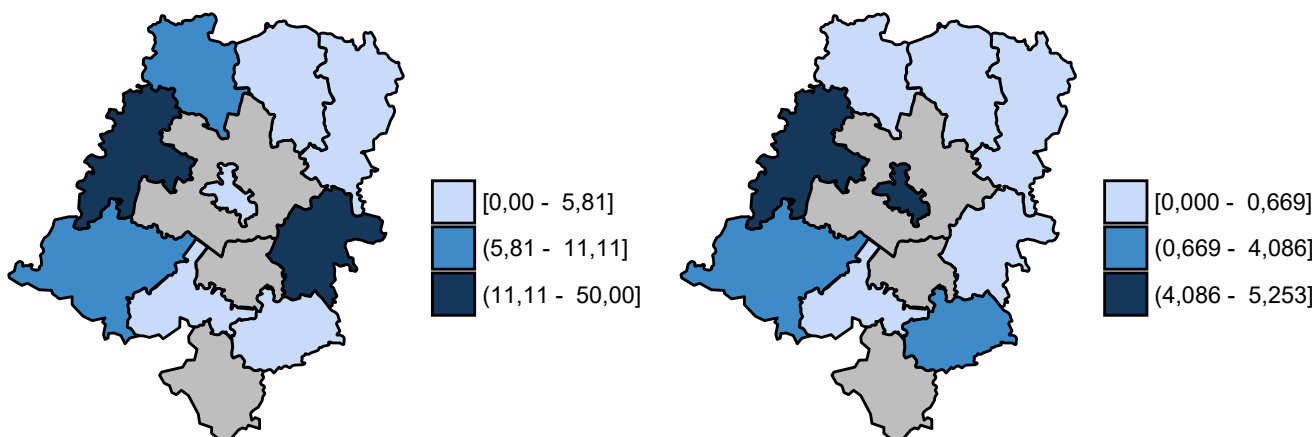 [0,00 -  5,81]
(5,81 -  11,11]
(11,11 - 50,00]
[0,000 -  0,669]
(0,669 - 4,086]
(4,086 - 5,253]